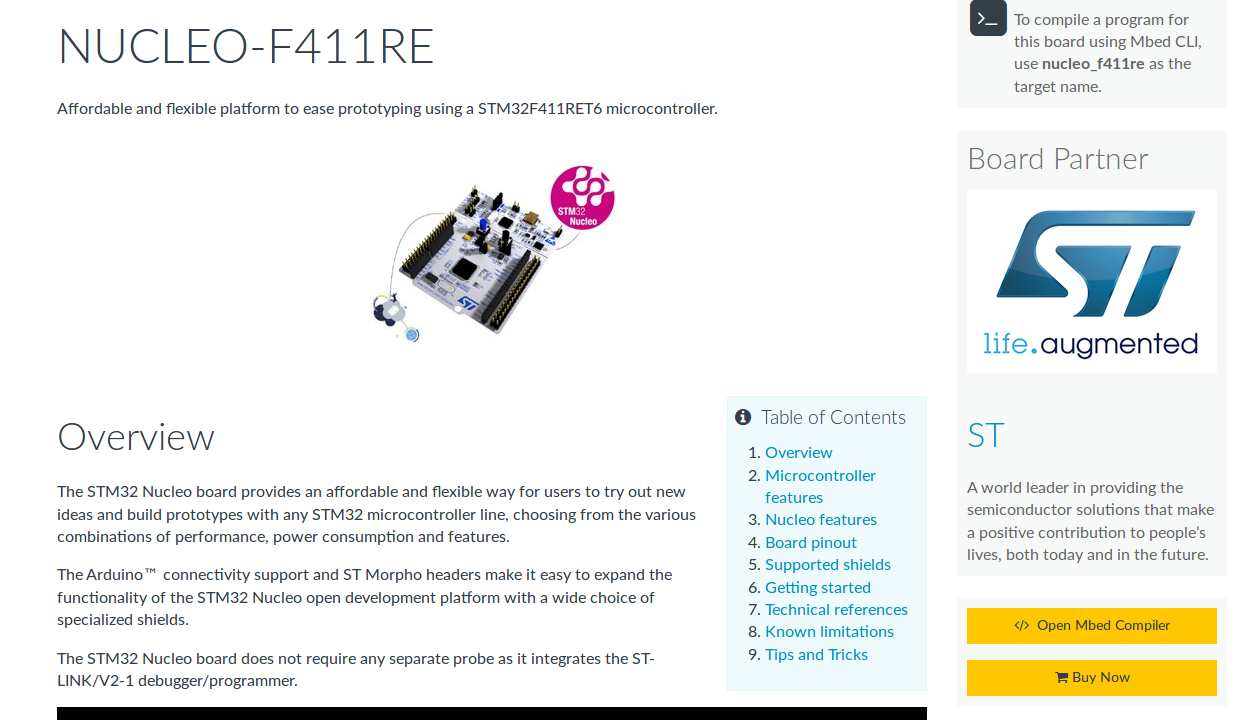 NUCLEO-F411RE
Affordable and flexible platform to ease prototyping using a STM32F411RET6 microcontroller.
STM32
Nucleo
ST
Overview
The STM32 Nucleo board provides an affordable and flexible way for users to try out new
ideas and build prototypes with any STM32 microcontroller line, choosing from the various
combinations of performance, power consumption and features.
The Arduino™ connectivity support and ST Morpho headers make it easy to expand the
functionality of the STM32 Nucleo open development platform with a wide choice of
specialized shields.
The STM32 Nucleo board does not require any separate probe as it integrates the ST-
LINK/V2-1 debugger/programmer.
Table of Contents
1. Overview
2. Microcontroller
features
3. Nucleo features
4. Board pinout
5. Supported shields
6. Getting started
7. Technical references
8. Known limitations
9. Tips and Tricks
To compile a program for
this board using Mbed CLI,
use nucleo_f411re as the
target name.
Board Partner
ST
life.augmented
ST
A world leader in providing the
semiconductor solutions that make
a positive contribution to people's
lives, both today and in the future.
</> Open Mbed Compiler
Buy Now